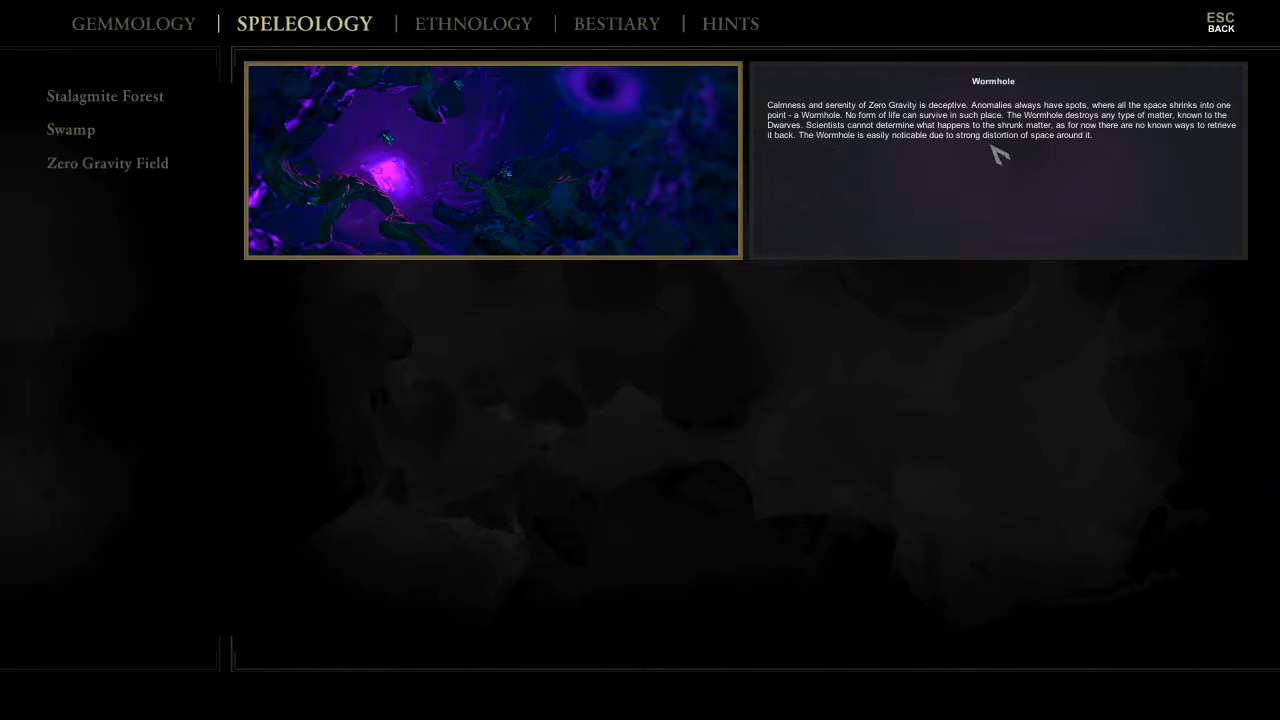 GEMMOLOGY | SPELEOLOGY | ETHNOLOGY | BESTIARY | HINTS
ESC
BACK
Stalagmite Forest
Swamp
Zero Gravity Field
Wormhole
Calmness and serenity of Zero Gravity is deceptive. Anomalies always have spots, where all the space shrinks into one
point - a Wormhole. No form of life can survive in such place. The Wormhole destroys any type of matter, known to the
Dwarves. Scientists cannot determine what happens to the shrunk matter, as for now there are no known ways to retrieve
it back. The Wormhole is easily noticable due to strong distortion of space around it.